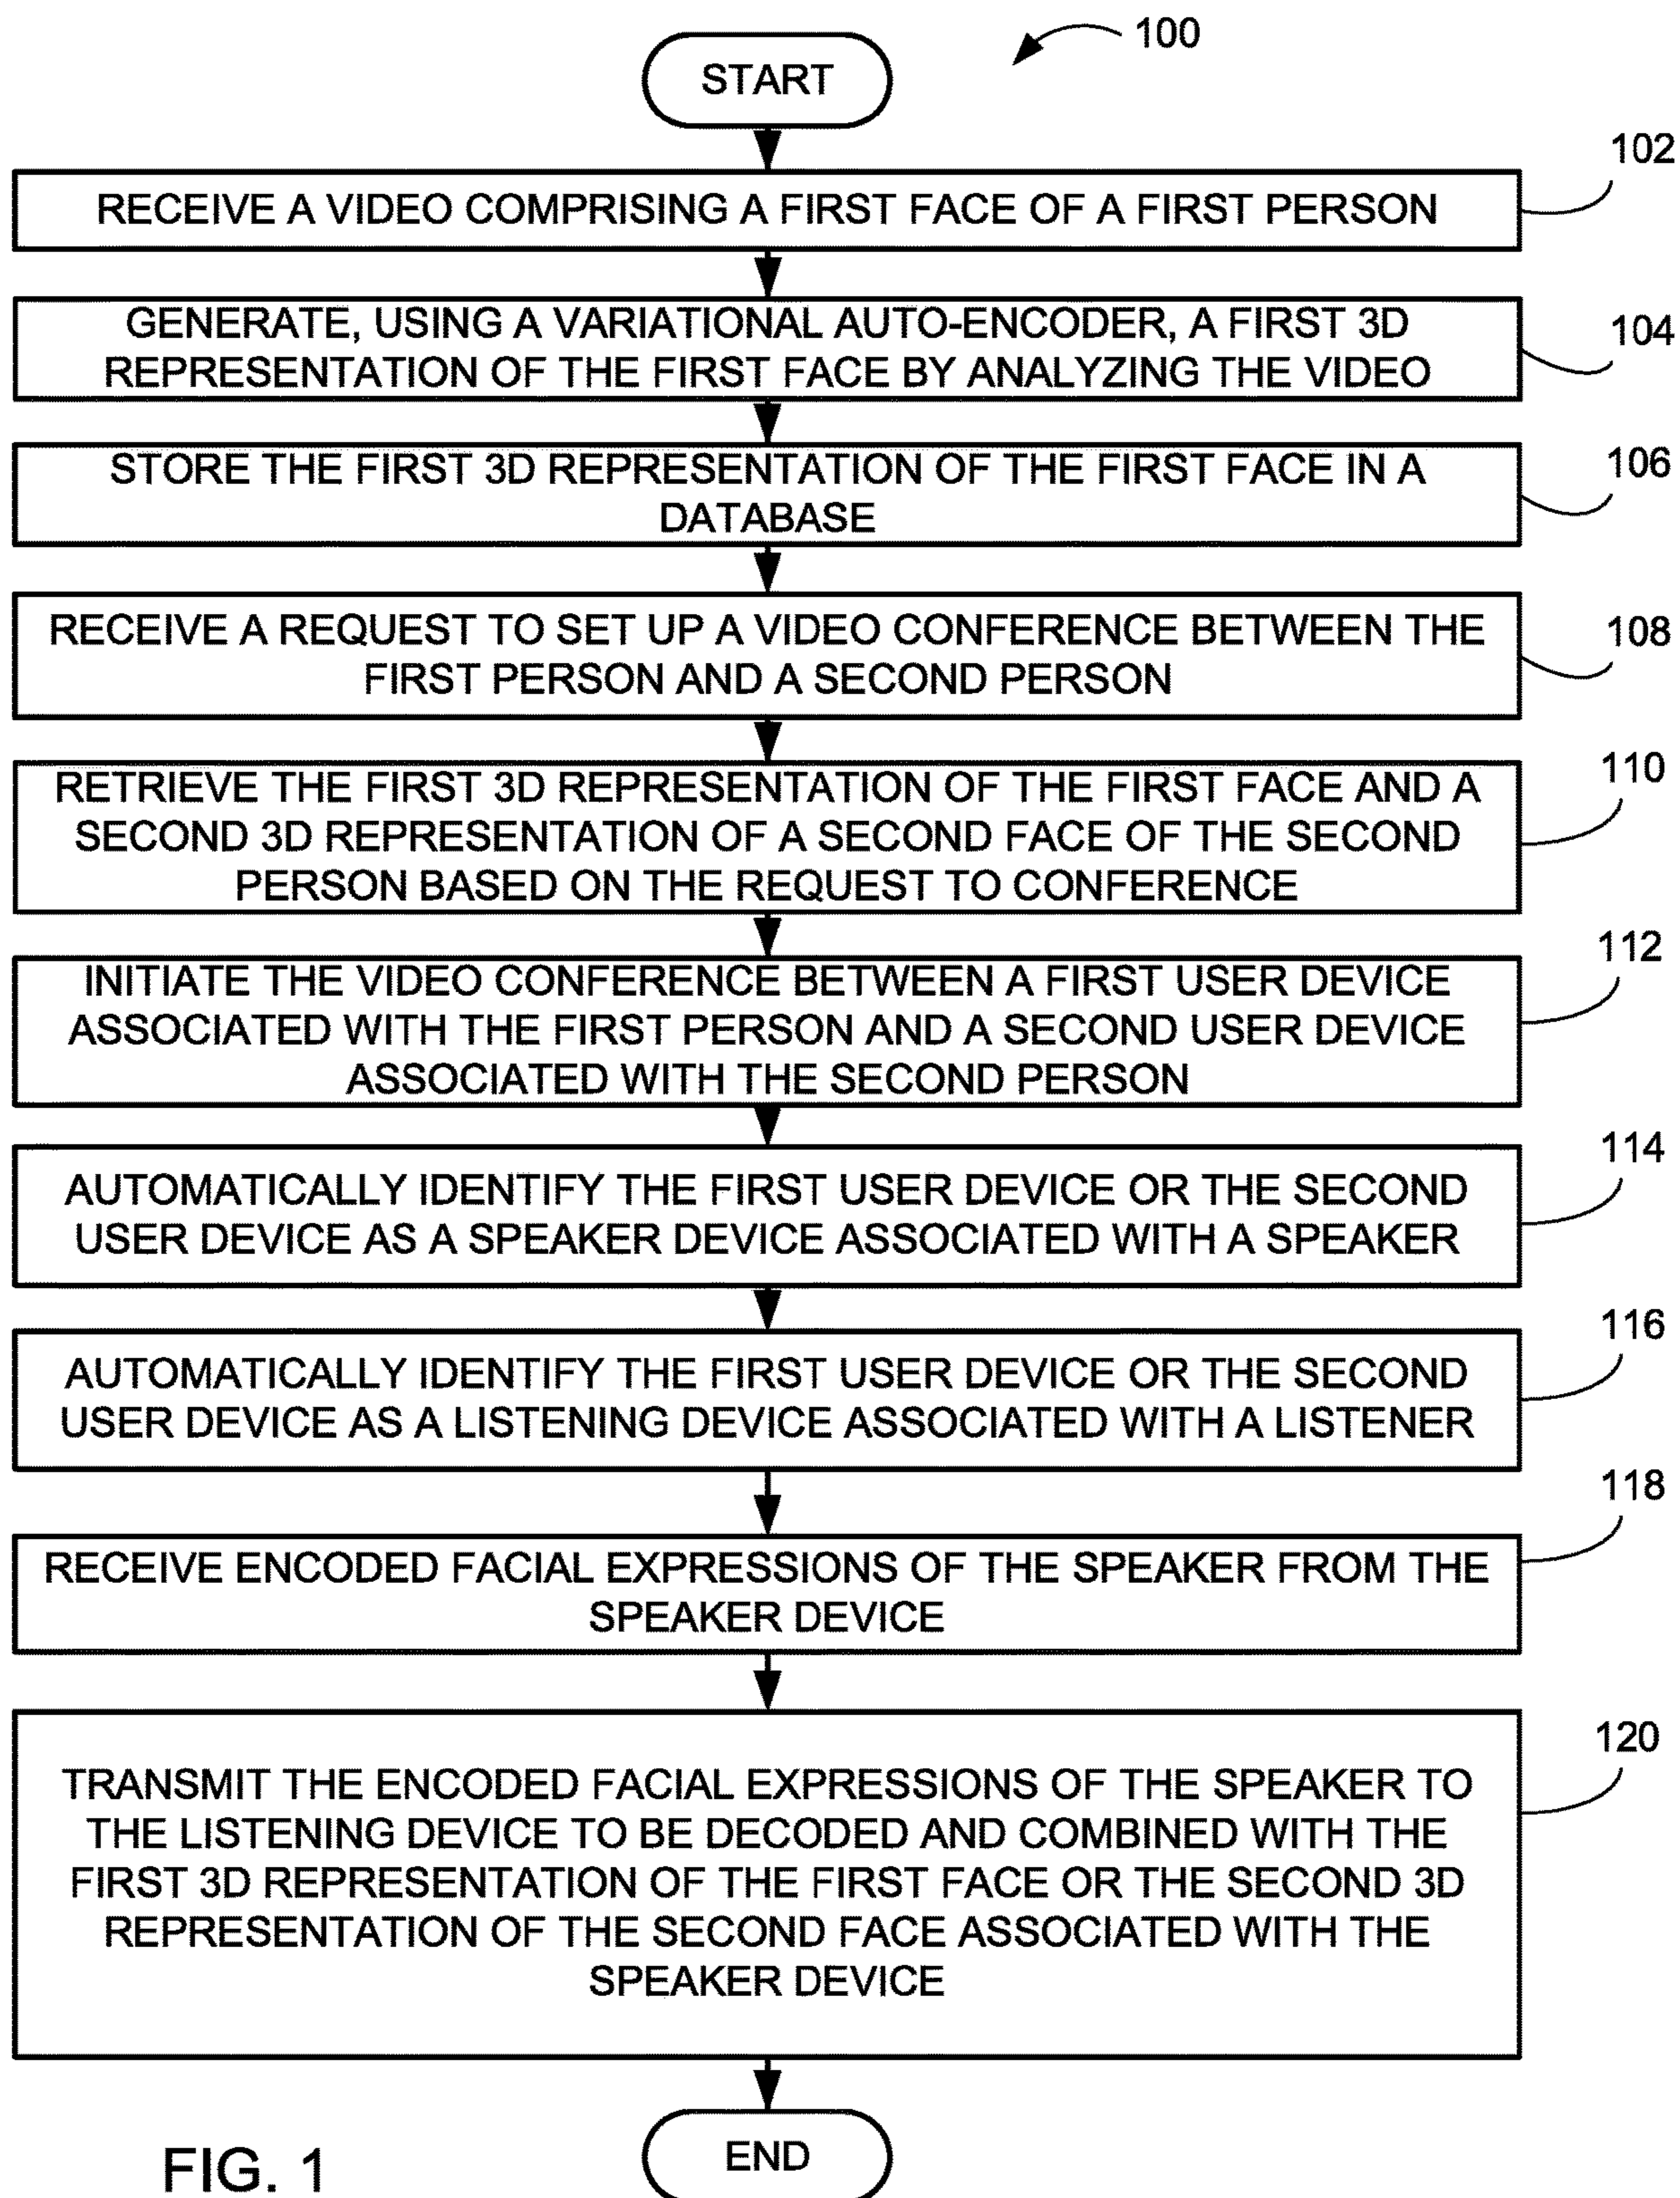 100
START
102
RECEIVE A VIDEO COMPRISING A FIRST FACE OF A FIRST PERSON
104
GENERATE, USING A VARIATIONAL AUTO-ENCODER, A FIRST 3D
REPRESENTATION OF THE FIRST FACE BY ANALYZING THE VIDEO
106
STORE THE FIRST 3D REPRESENTATION OF THE FIRST FACE IN A
DATABASE
108
RECEIVE A REQUEST TO SET UP A VIDEO CONFERENCE BETWEEN THE
FIRST PERSON AND A SECOND PERSON
110
RETRIEVE THE FIRST 3D REPRESENTATION OF THE FIRST FACE AND A
SECOND 3D REPRESENTATION OF A SECOND FACE OF THE SECOND
PERSON BASED ON THE REQUEST TO CONFERENCE
112
INITIATE THE VIDEO CONFERENCE BETWEEN A FIRST USER DEVICE
ASSOCIATED WITH THE FIRST PERSON AND A SECOND USER DEVICE
ASSOCIATED WITH THE SECOND PERSON
114
AUTOMATICALLY IDENTIFY THE FIRST USER DEVICE OR THE SECOND
USER DEVICE AS A SPEAKER DEVICE ASSOCIATED WITH A SPEAKER
116
AUTOMATICALLY IDENTIFY THE FIRST USER DEVICE OR THE SECOND
USER DEVICE AS A LISTENING DEVICE ASSOCIATED WITH A LISTENER
118
RECEIVE ENCODED FACIAL EXPRESSIONS OF THE SPEAKER FROM THE
SPEAKER DEVICE
120
TRANSMIT THE ENCODED FACIAL EXPRESSIONS OF THE SPEAKER TO
THE LISTENING DEVICE TO BE DECODED AND COMBINED WITH THE
FIRST 3D REPRESENTATION OF THE FIRST FACE OR THE SECOND 3D
REPRESENTATION OF THE SECOND FACE ASSOCIATED WITH THE
SPEAKER DEVICE
END
FIG. 1